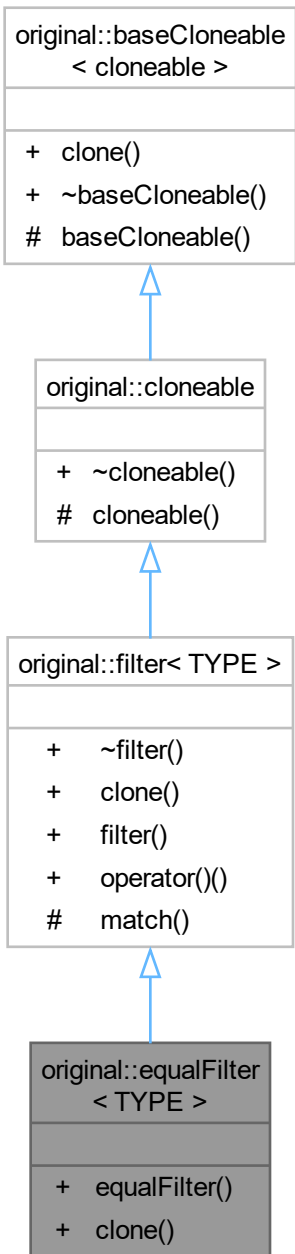 original::baseCloneable
< cloneable >
+ clone()
+ ~baseCloneable()
# baseCloneable()
original::cloneable
+ ~cloneable()
# cloneable()
original::filter< TYPE >
+ ~filter()
+ clone()
+ filter()
+ operator()()
# match()
original::equalFilter
< TYPE >
+ equalFilter()
+ clone()